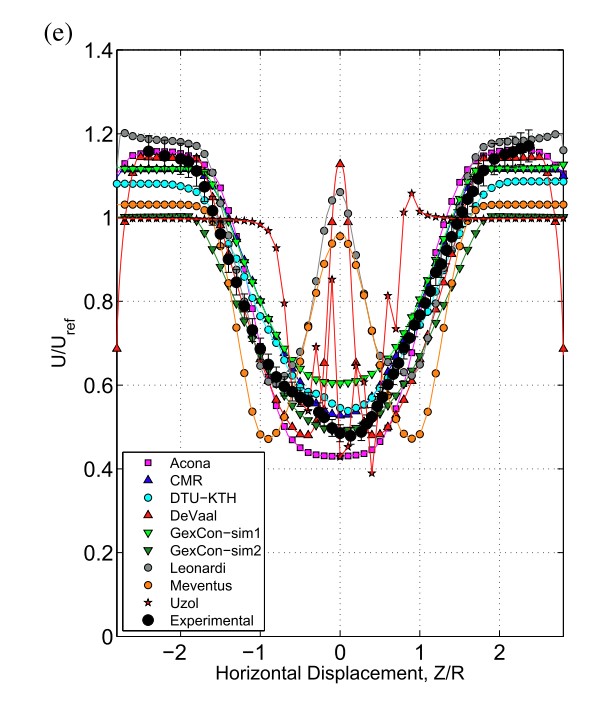 (e)
1.4
1.2
1
0.8
0.6
0.4
0.2
0
U/U_ref
Acona
CMR
DTU−KTH
DeVaal
GexCon−sim1
GexCon−sim2
Leonardi
Meventus
Uzol
Experimental
−2 −1 0 1 2
Horizontal Displacement, Z/R